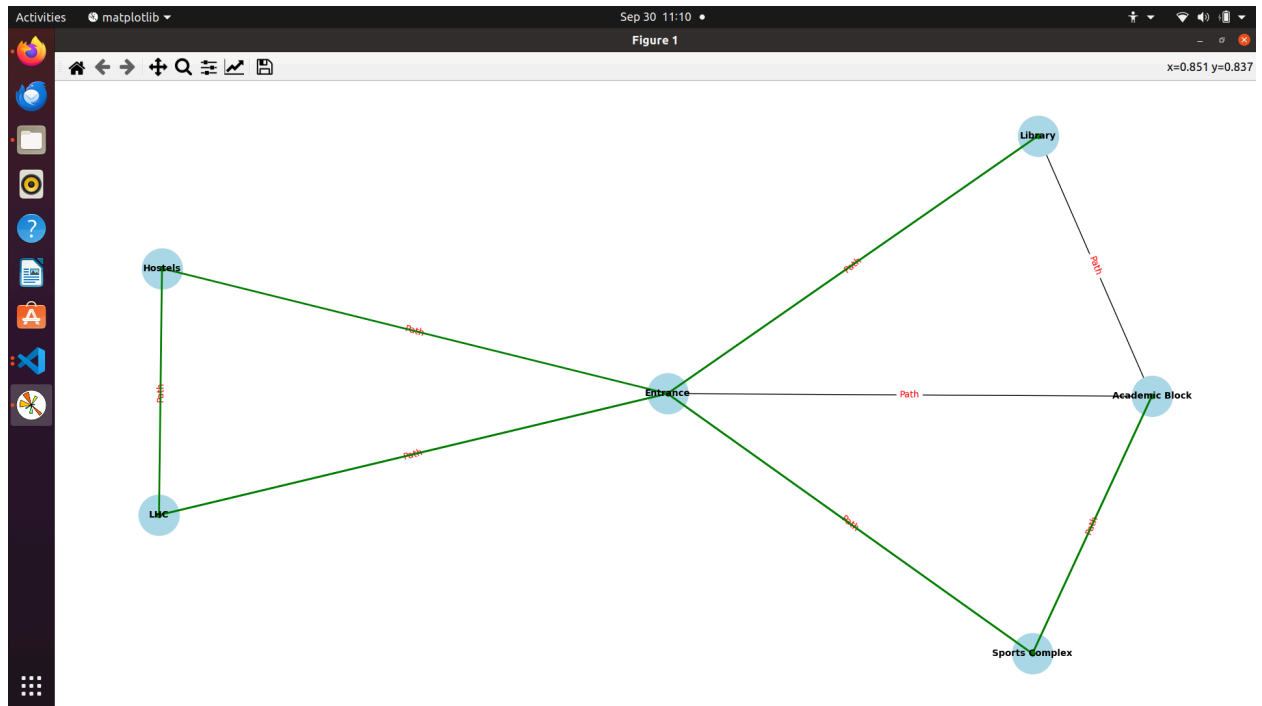 Activities
matplotlib
Sep 30 11:10
Figure 1
x=0.851 y=0.837
Library
Path
Path
Hostels
Path
Path
Entrance
Path
Academic Block
Path
LHC
Path
Path
Sports Complex